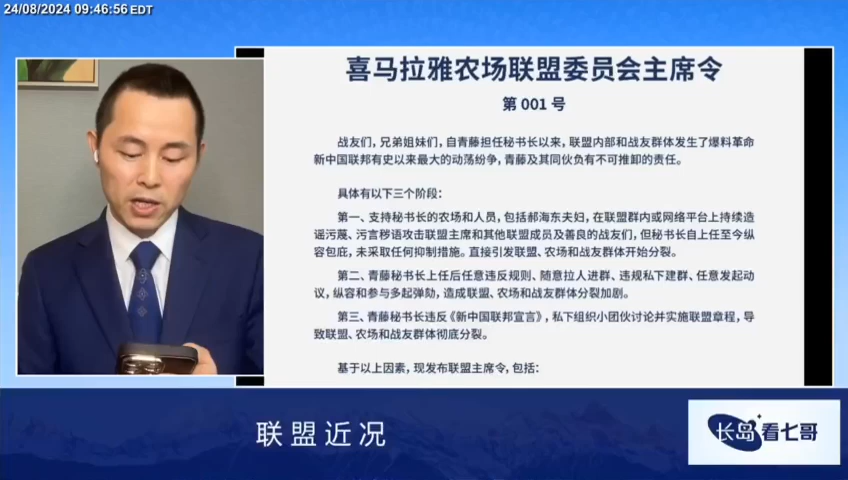 24/08/2024 09:46:56 EDT
喜马拉雅农场联盟委员会主席令
第 001 号
战友们，兄弟姐妹们，自青藤担任秘书长以来，联盟内部和战友群体发生了爆料革命
新中国联邦有史以来最大的动荡纷争，青藤及其同伙负有不可推卸的责任。
具体有以下三个阶段：
第一、支持秘书长的农场和人员，包括郝海东夫妇，在联盟群内或网络平台上持续造
谣污蔑、污言秽语攻击联盟主席和其他联盟成员及善良的战友们，但秘书长自上任至今纵
容包庇，未采取任何抑制措施。直接引发联盟、农场和战友群体开始分裂。
第二、青藤秘书长上任后任意违反规则、随意拉人进群、违规私下建群、任意发起动
议，纵容和参与多起弹劾，造成联盟、农场和战友群体分裂加剧。
第三、青藤秘书长违反《新中国联邦宣言》，私下组织小团伙讨论并实施联盟章程，导
致联盟、农场和战友群体彻底分裂。
基于以上因素，现发布联盟主席令，包括：
联盟近况
长岛看七哥